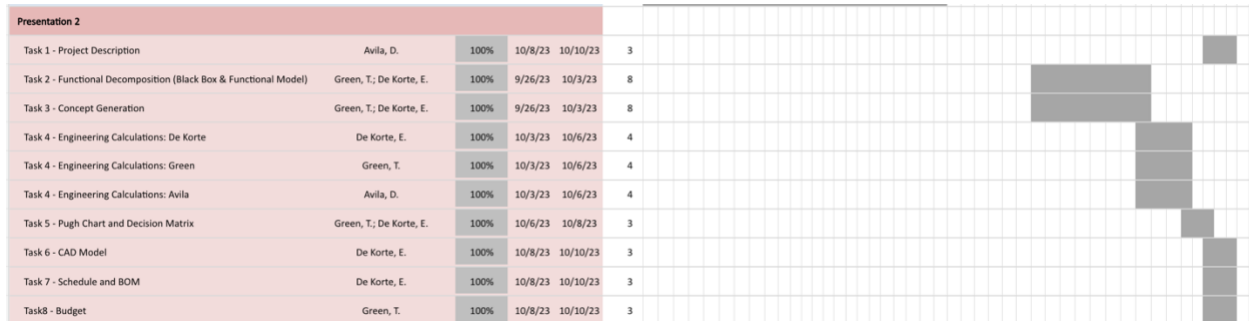 Presentation 2
Task 1 - Project Description Avila, D. 100% 10/8/23 10/10/23 3
Task 2 - Functional Decomposition (Black Box & Functional Model) Green, T.; De Korte, E. 100% 9/26/23 10/3/23 8
Task 3 - Concept Generation Green, T.; De Korte, E. 100% 9/26/23 10/3/23 8
Task 4 - Engineering Calculations: De Korte De Korte, E. 100% 10/3/23 10/6/23 4
Task 4 - Engineering Calculations: Green Green, T. 100% 10/3/23 10/6/23 4
Task 4 - Engineering Calculations: Avila Avila, D. 100% 10/3/23 10/6/23 4
Task 5 - Pugh Chart and Decision Matrix Green, T.; De Korte, E. 100% 10/6/23 10/8/23 3
Task 6 - CAD Model De Korte, E. 100% 10/8/23 10/10/23 3
Task 7 - Schedule and BOM De Korte, E. 100% 10/8/23 10/10/23 3
Task8 - Budget Green, T. 100% 10/8/23 10/10/23 3